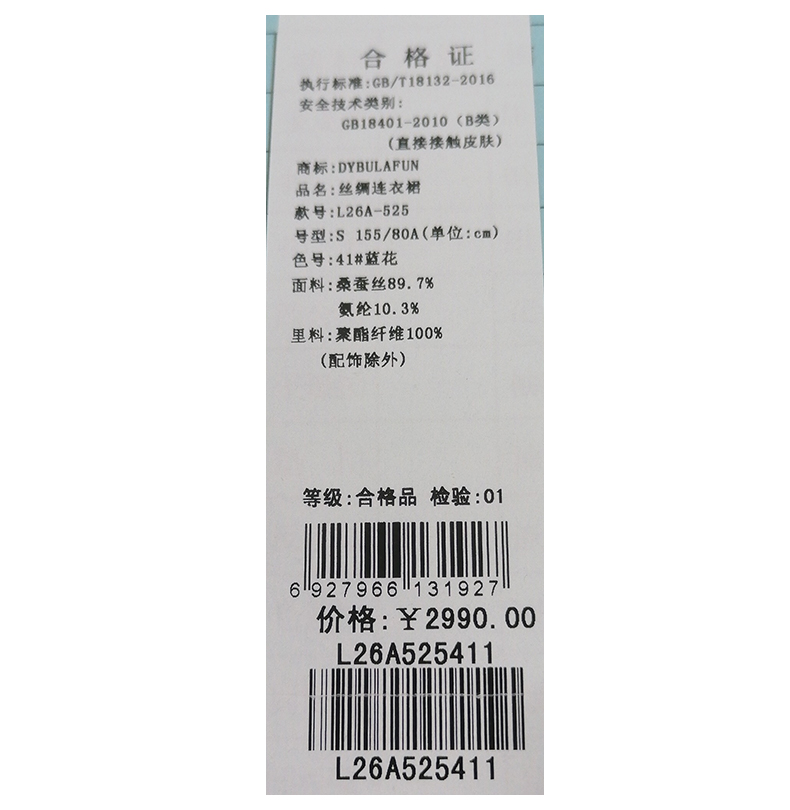 合格证
执行标准:GB/T18132-2016
安全技术类别:
GB18401-2010（B类）
(直接接触皮肤)
商标:DYBULAFUN
品名:丝绸连衣裙
款号:L26A-525
号型:S 155/80A(单位:cm)
色号:41#蓝花
面料:桑蚕丝89.7%
氨纶10.3%
里料:聚酯纤维100%
(配饰除外)
等级:合格品 检验:01
6 927966 131927
价格:￥2990.00
L26A525411
L26A525411